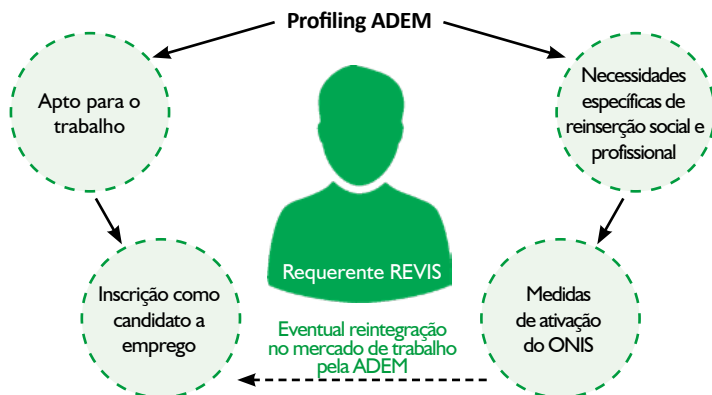 Profiling ADEM
Apto para o
trabalho
Necessidades
específicas de
reinserção social e
profissional
Requerente REVIS
Inscrição como
candidato a
emprego
Eventual reintegração
no mercado de trabalho
pela ADEM
Medidas
de ativação
do ONIS